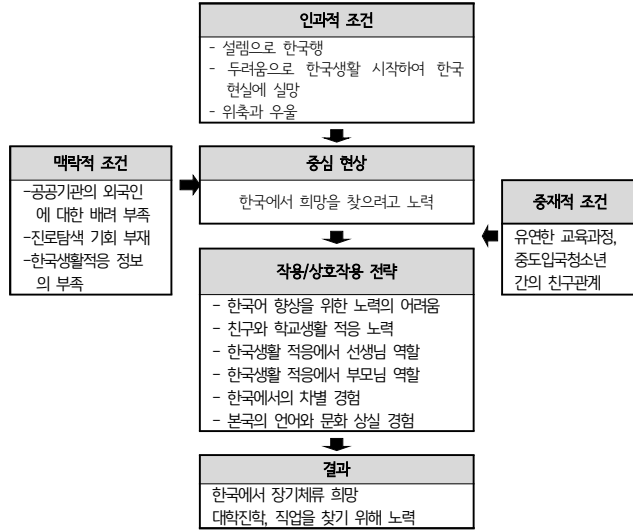 인과적 조건
- 설렘으로 한국행
- 두려움으로 한국생활 시작하여 한국
현실에 실망
- 위축과 우울
맥락적 조건
-공공기관의 외국인
에 대한 배려 부족
-진로탐색 기회 부재
-한국생활적응 정보
의 부족
중심 현상
한국에서 희망을 찾으려고 노력
중재적 조건
유연한 교육과정,
중도입국청소년
간의 친구관계
작용/상호작용 전략
- 한국어 향상을 위한 노력의 어려움
- 친구와 학교생활 적응 노력
- 한국생활 적응에서 선생님 역할
- 한국생활 적응에서 부모님 역할
- 한국에서의 차별 경험
- 본국의 언어와 문화 상실 경험
결과
한국에서 장기체류 희망
대학진학, 직업을 찾기 위해 노력